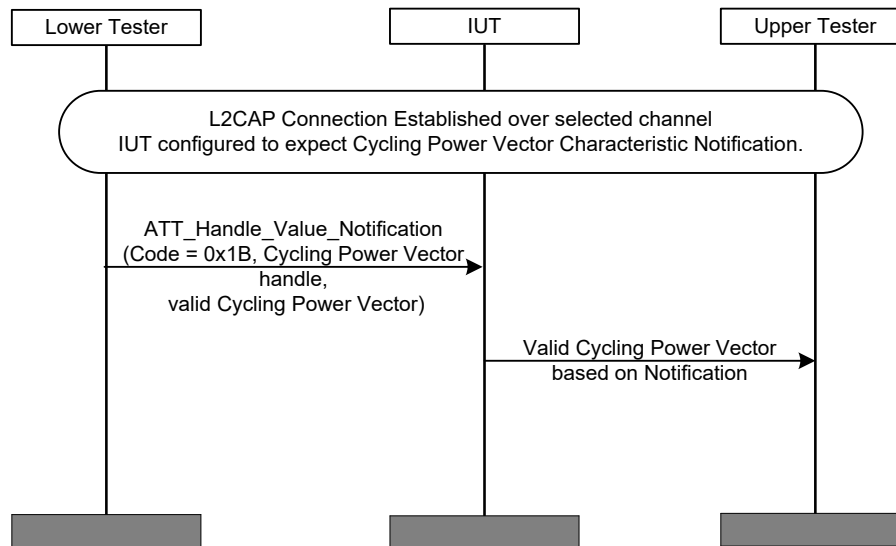 Lower Tester
IUT
Upper Tester
L2CAP Connection Established over selected channel
IUT configured to expect Cycling Power Vector Characteristic Notification.
ATT_Handle_Value_Notification
(Code = 0x1B, Cycling Power Vector
handle,
valid Cycling Power Vector)
Valid Cycling Power Vector
based on Notification